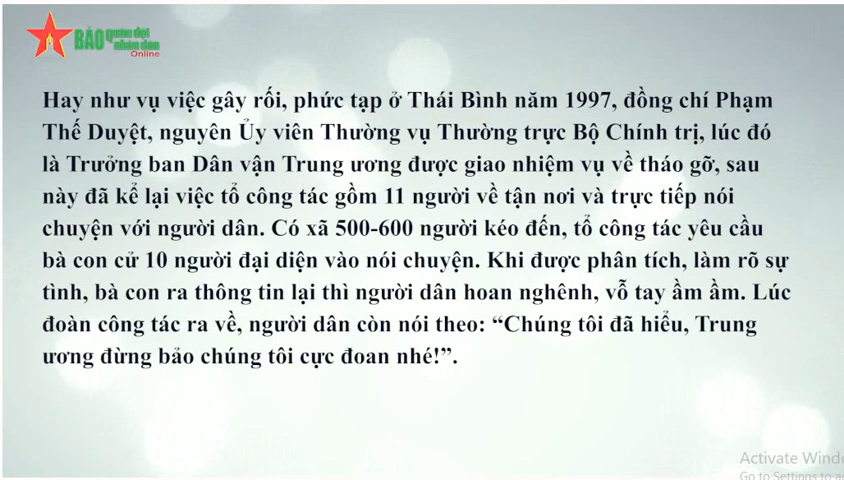 BÁO quân đội
nhân dân
Online
Hay như vụ việc gây rối, phức tạp ở Thái Bình năm 1997, đồng chí Phạm
Thế Duyệt, nguyên Ủy viên Thường vụ Thường trực Bộ Chính trị, lúc đó
là Trưởng ban Dân vận Trung ương được giao nhiệm vụ về tháo gỡ, sau
này đã kể lại việc tổ công tác gồm 11 người về tận nơi và trực tiếp nói
chuyện với người dân. Có xã 500-600 người kéo đến, tổ công tác yêu cầu
bà con cử 10 người đại diện vào nói chuyện. Khi được phân tích, làm rõ sự
tình, bà con ra thông tin lại thì người dân hoan nghênh, vỗ tay ầm ầm. Lúc
đoàn công tác ra về, người dân còn nói theo: “Chúng tôi đã hiểu, Trung
ương đừng bảo chúng tôi cực đoan nhé!”.
Activate Windo
Go to Settings to a